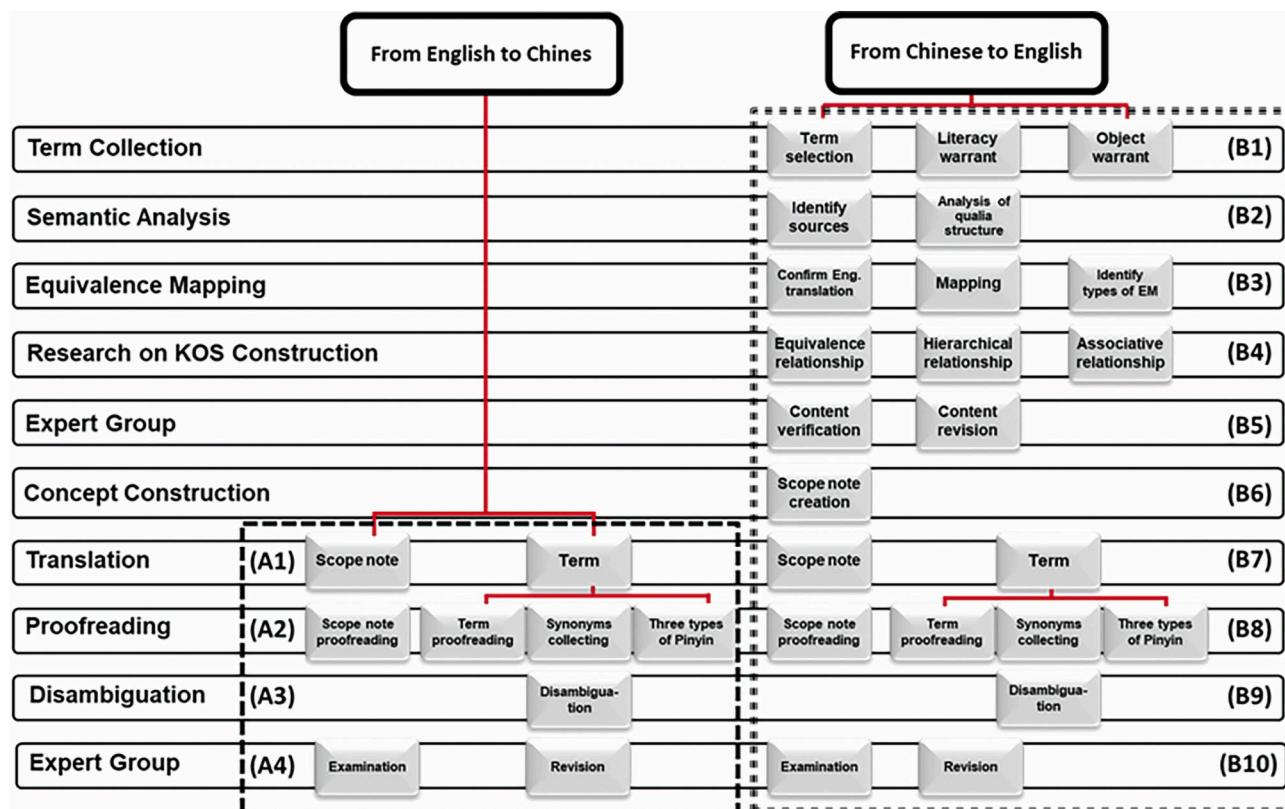 From English to Chines
From Chinese to English
Term Collection
Term
selection
Literacy
warrant
Object
warrant
(B1)
Semantic Analysis
Identify
sources
Analysis of
qualia
structure
(B2)
Equivalence Mapping
Confirm Eng.
translation
Mapping
Identify
types of EM
(B3)
Research on KOS Construction
Equivalence
relationship
Hierarchical
relationship
Associative
relationship
(B4)
Expert Group
Content
verification
Content
revision
(B5)
Concept Construction
Scope note
creation
(B6)
Translation
(A1)
Scope note
Term
Scope note
Term
(B7)
Proofreading
(A2)
Scope note
proofreading
Term
proofreading
Synonyms
collecting
Three types
of Pinyin
Scope note
proofreading
Term
proofreading
Synonyms
collecting
Three types
of Pinyin
(B8)
Disambiguation
(A3)
Disambigua-
tion
Disambigua-
tion
(B9)
Expert Group
(A4)
Examination
Revision
Examination
Revision
(B10)